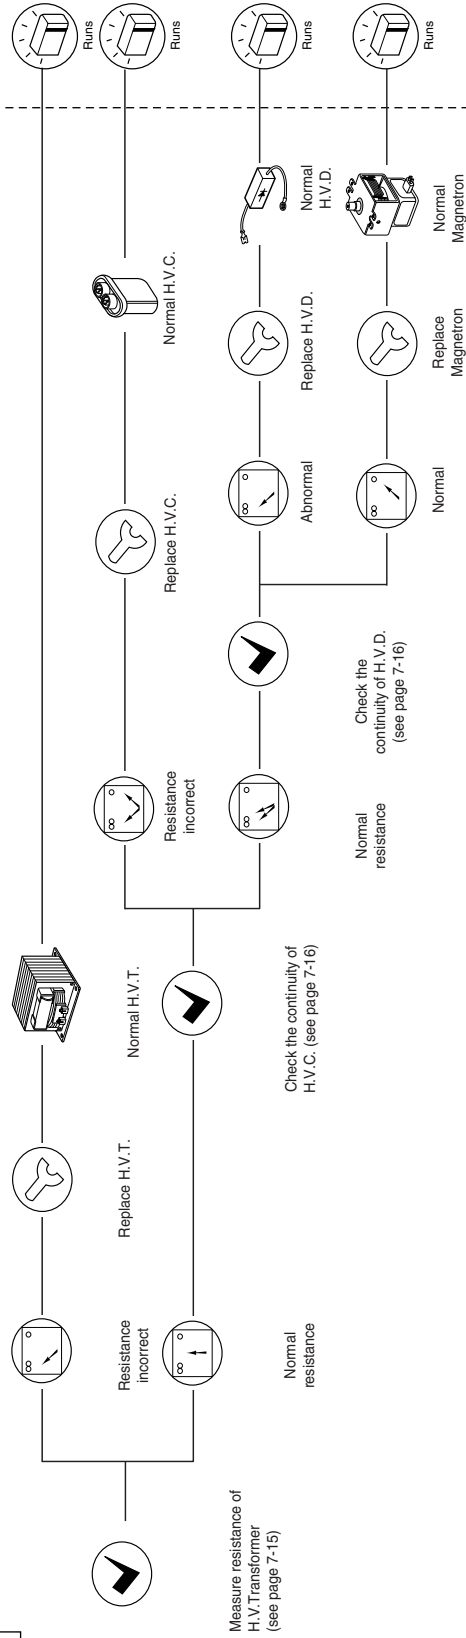 Measure resistance of
H.V.Transformer
(see page 7-15)
Resistance
incorrect
Replace H.V.T.
Normal H.V.T.
Runs
Normal
resistance
Check the continuity of
H.V.C. (see page 7-16)
Resistance
incorrect
Replace H.V.C.
Normal H.V.C.
Runs
Normal
resistance
Check the
continuity of H.V.D.
(see page 7-16)
Abnormal
Replace H.V.D.
Normal
H.V.D.
Runs
Normal
Replace
Magnetron
Normal
Magnetron
Runs